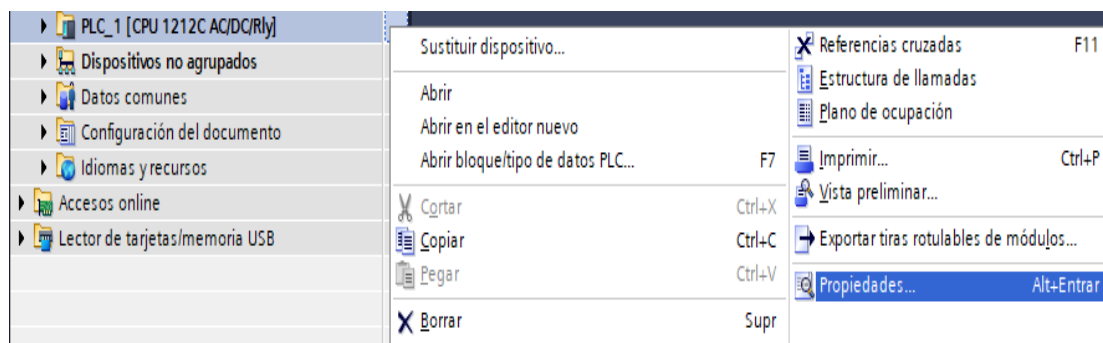 PLC_1 [CPU 1212C AC/DC/Rly]
Dispositivos no agrupados
Datos comunes
Configuración del documento
Idiomas y recursos
Accesos online
Lector de tarjetas/memoria USB
Sustituir dispositivo...
Abrir
Abrir en el editor nuevo
Abrir bloque/tipo de datos PLC... F7
Cortar Ctrl+X
Copiar Ctrl+C
Pegar Ctrl+V
Borrar Supr
Referencias cruzadas F11
Estructura de llamadas
Plano de ocupación
Imprimir... Ctrl+P
Vista preliminar...
Exportar tiras rotulables de módulos...
Propiedades... Alt+Entrar